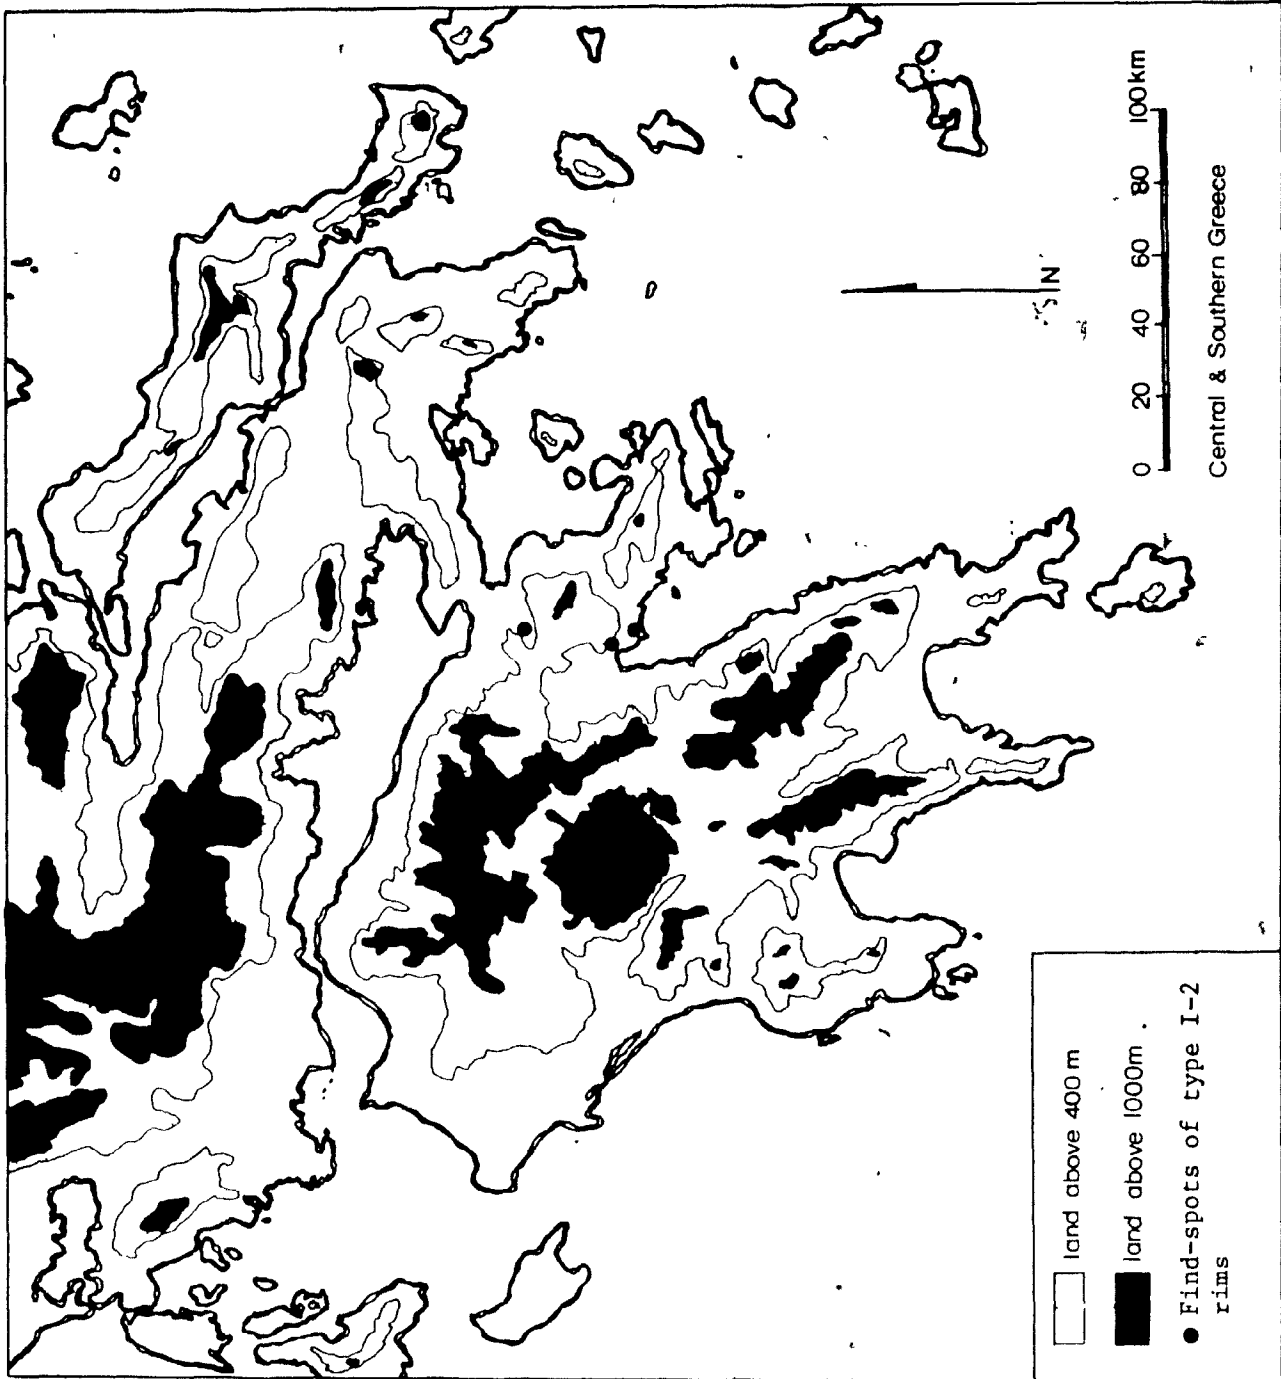 0 20 40 60 80 100km
Central & Southern Greece
N
land above 400 m
land above 1000m .
Find-spots of type I-2
rims